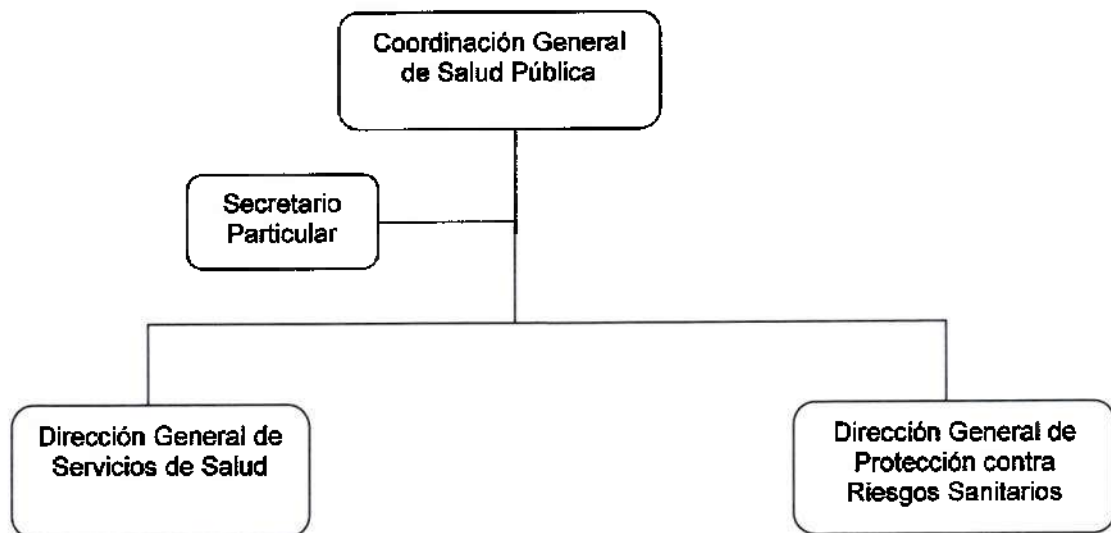 Coordinación General
de Salud Pública
Secretario
Particular
Dirección General de
Servicios de Salud
Dirección General de
Protección contra
Riesgos Sanitarios